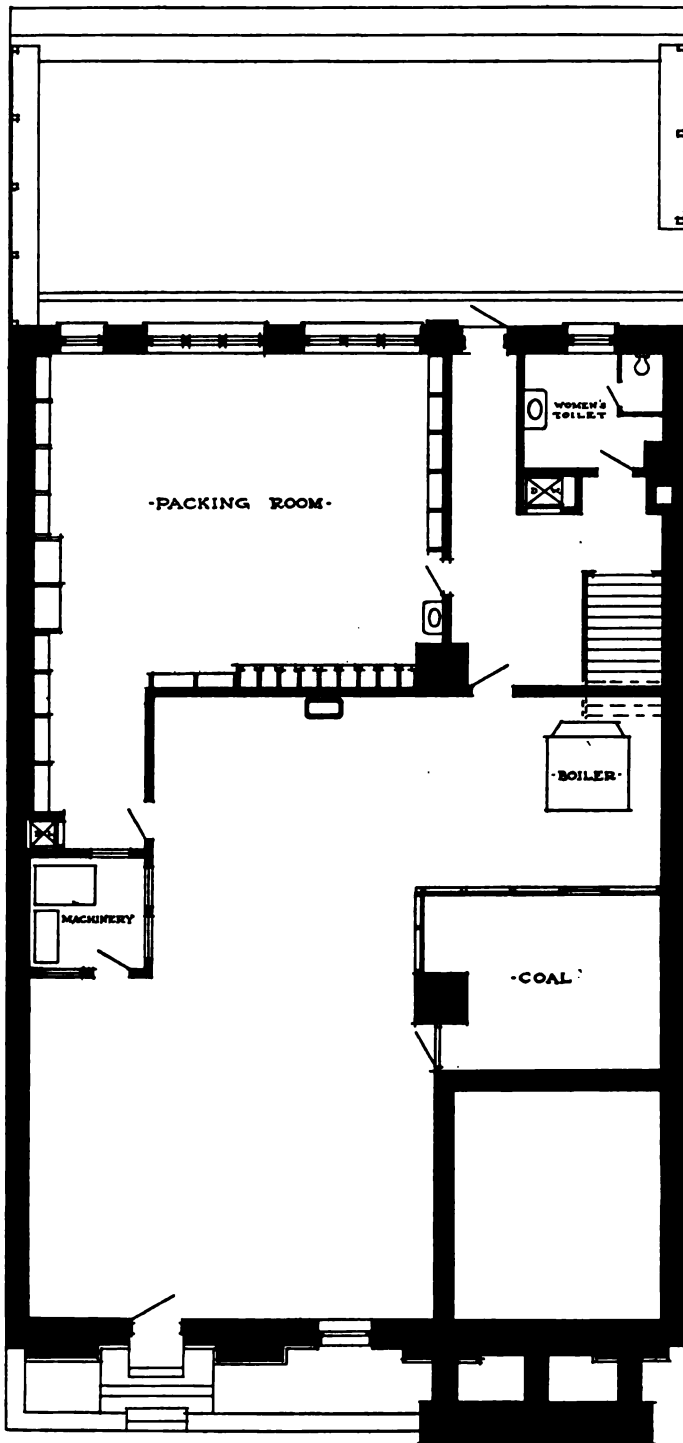 WOMEN'S
TOILET
-PACKING ROOM-
-BOILER-
MACHINERY
-COAL